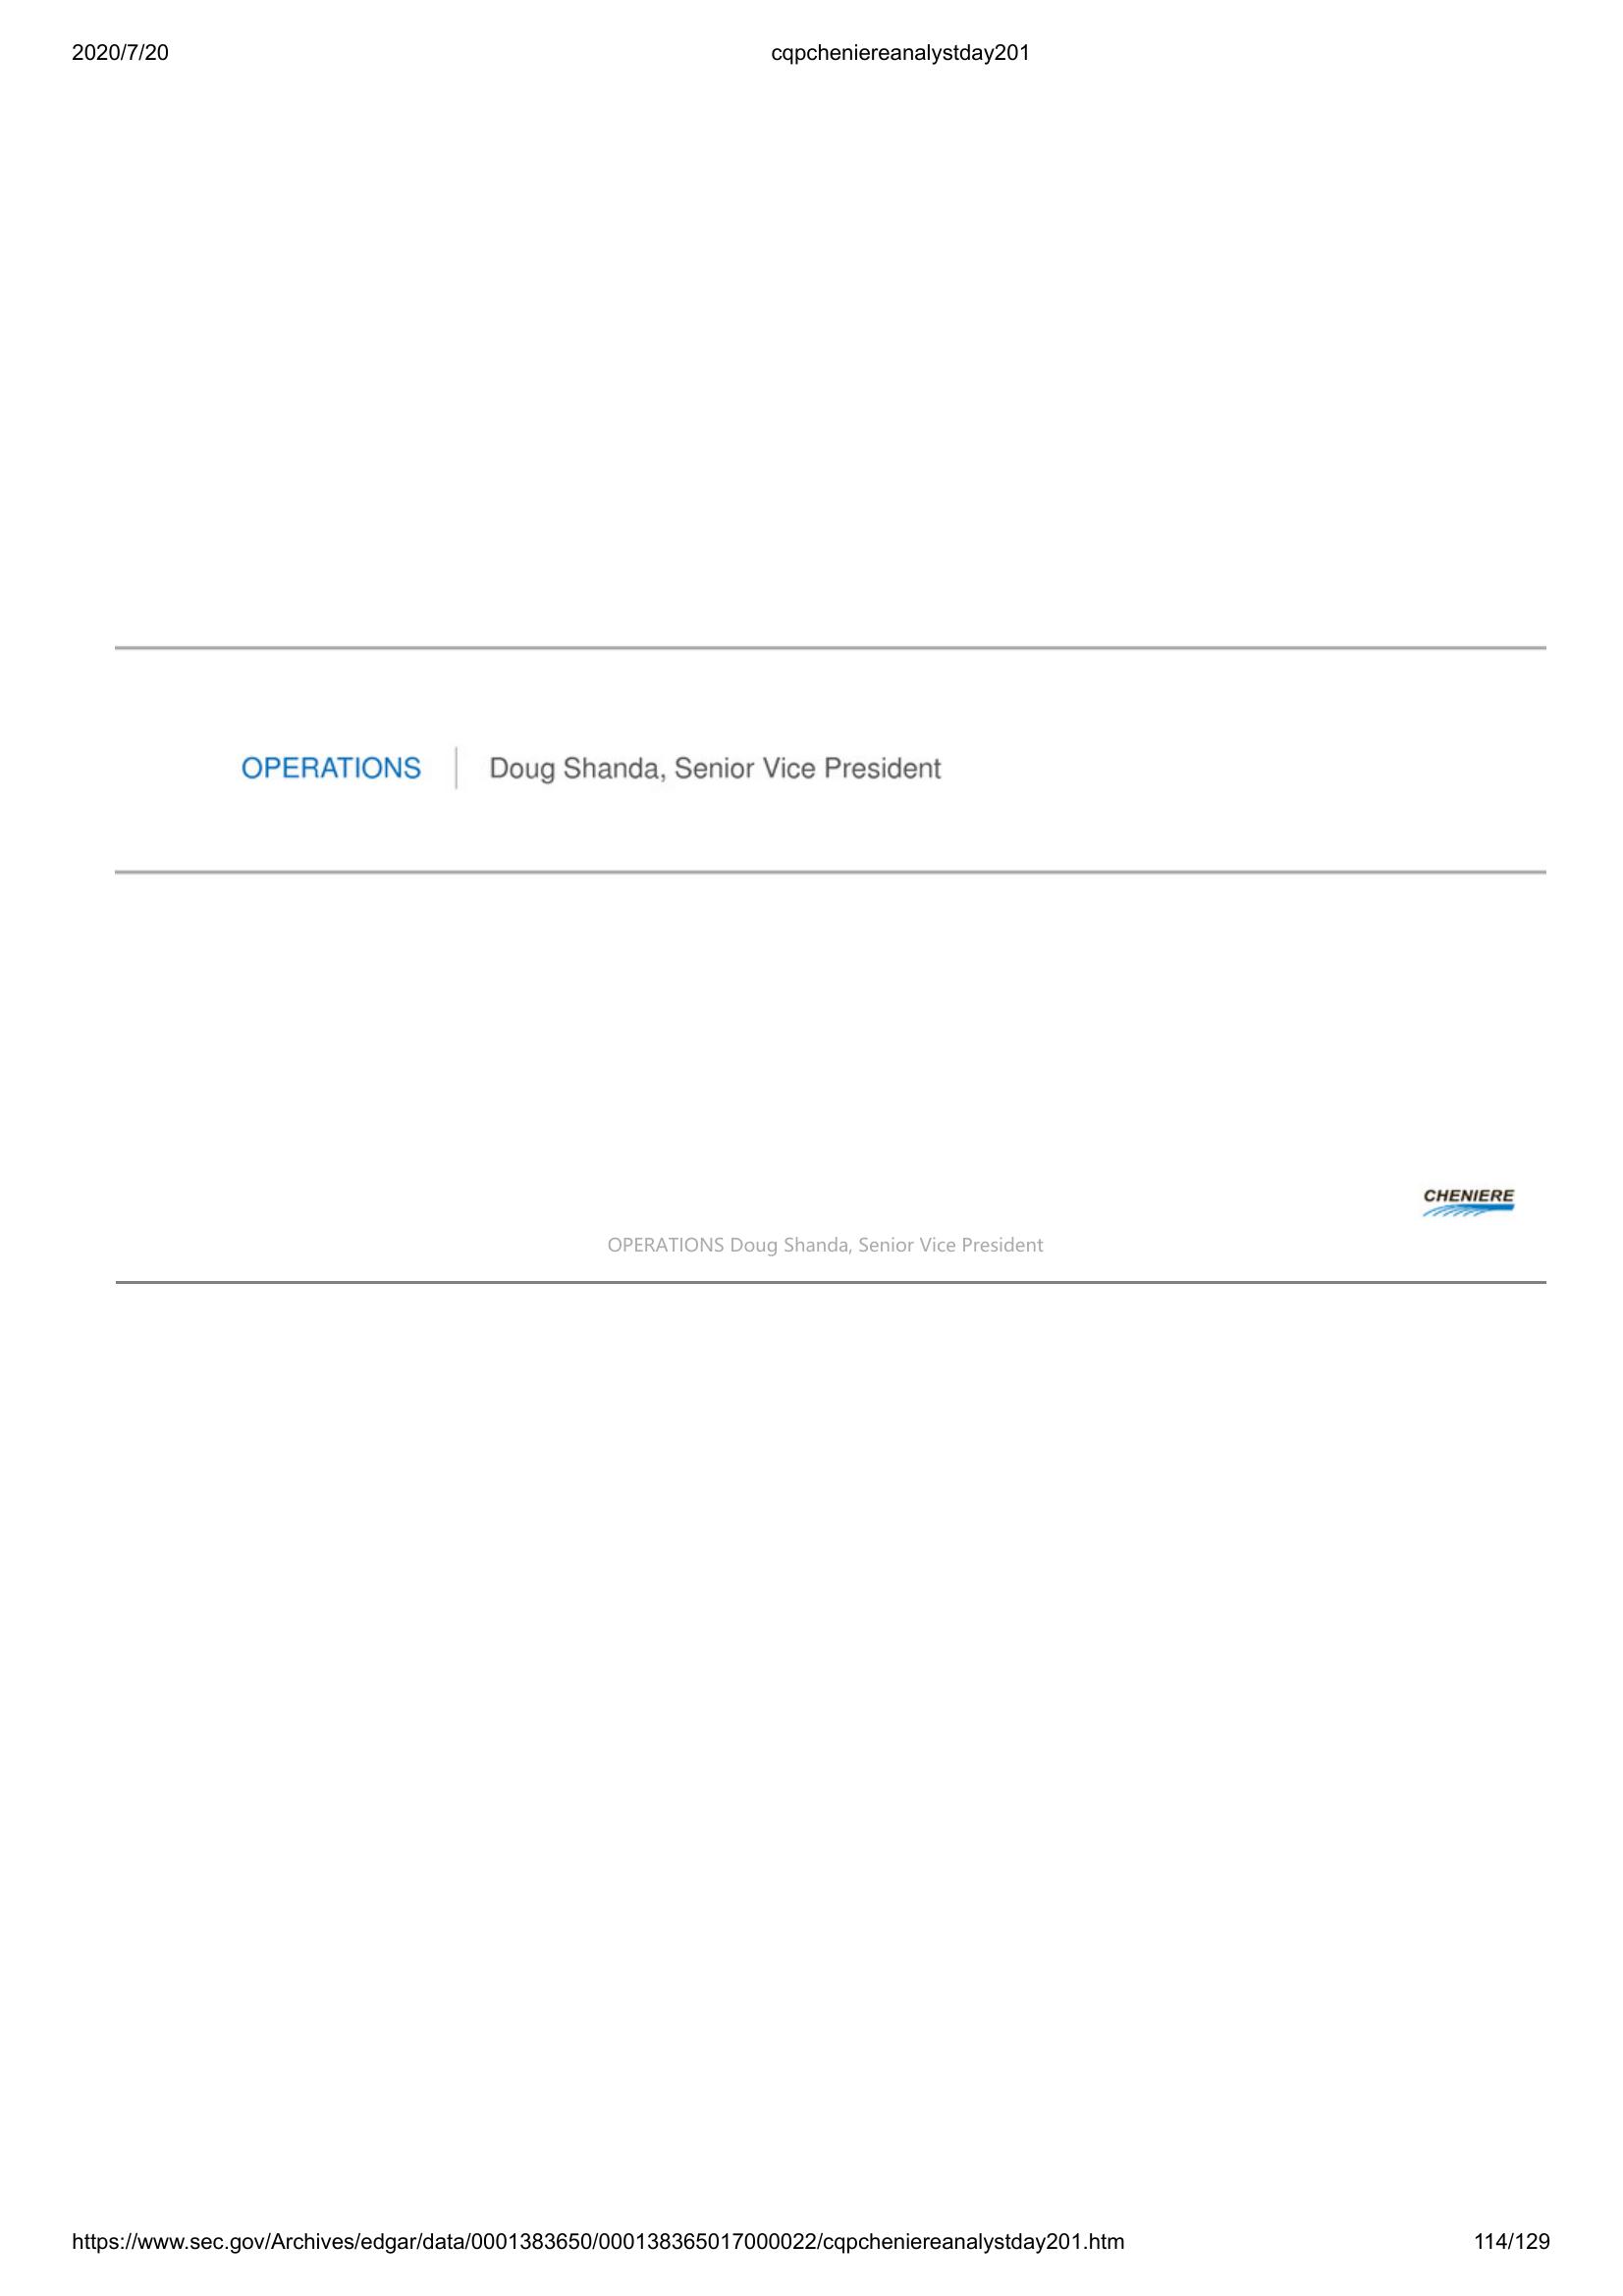 2020/7/20 cqpcheniereanalystday201
OPERATIONS Doug Shanda, Senior Vice President
CHENIERE
OPERATIONS Doug Shanda, Senior Vice President
https://www.sec.gov/Archives/edgar/data/0001383650/000138365017000022/cqpcheniereanalystday201.htm 114/129